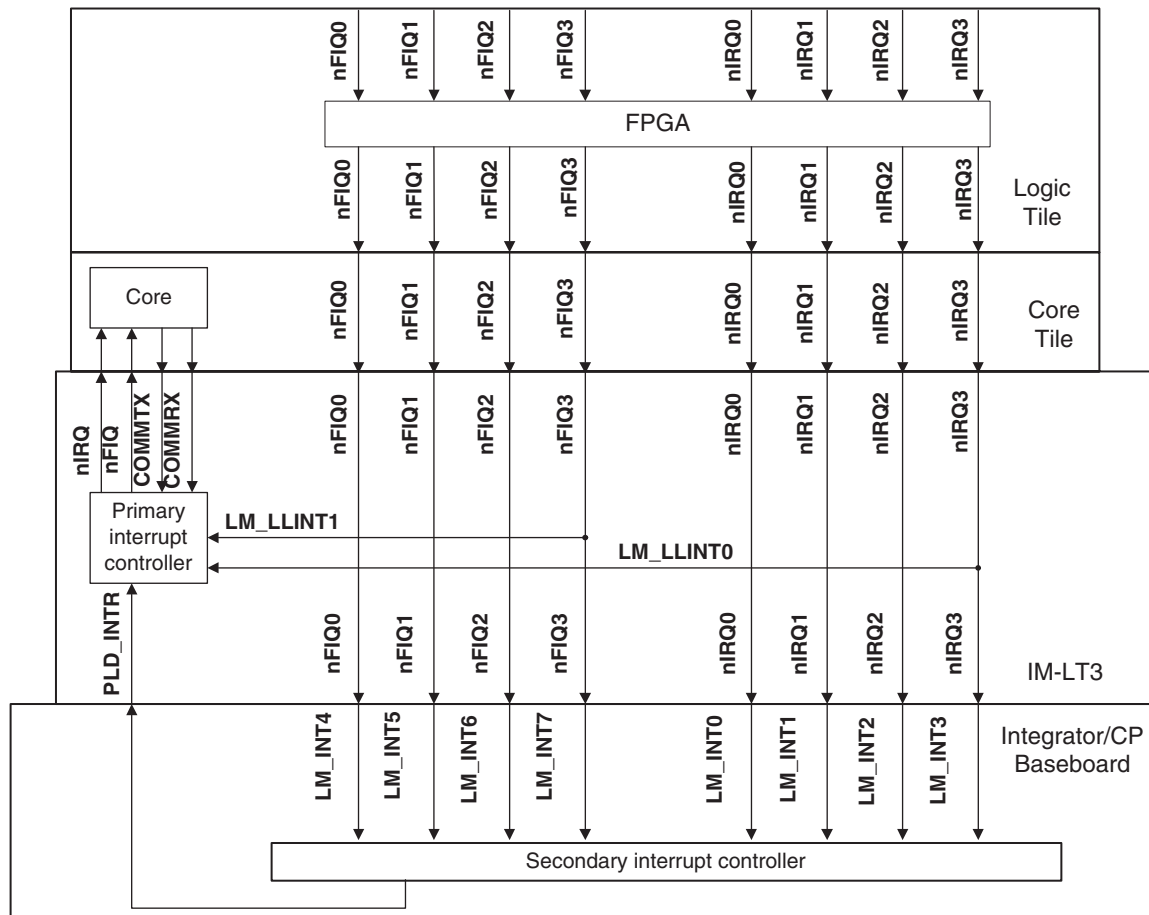 nFIQ0 nFIQ1 nFIQ2 nFIQ3 nIRQ0 nIRQ1 nIRQ2 nIRQ3
FPGA
nFIQ0 nFIQ1 nFIQ2 nFIQ3 nIRQ0 nIRQ1 nIRQ2 nIRQ3
Logic
Tile
Core
nFIQ0 nFIQ1 nFIQ2 nFIQ3 nIRQ0 nIRQ1 nIRQ2 nIRQ3
Core
Tile
nIRQ
nFIQ
COMMTX
COMMRX
nFIQ0 nFIQ1 nFIQ2 nFIQ3 nIRQ0 nIRQ1 nIRQ2 nIRQ3
Primary
interrupt
controller
LM_LLINT1
LM_LLINT0
PLD_INTR
nFIQ0 nFIQ1 nFIQ2 nFIQ3 nIRQ0 nIRQ1 nIRQ2 nIRQ3
IM-LT3
LM_INT4 LM_INT5 LM_INT6 LM_INT7 LM_INT0 LM_INT1 LM_INT2 LM_INT3
Integrator/CP
Baseboard
Secondary interrupt controller